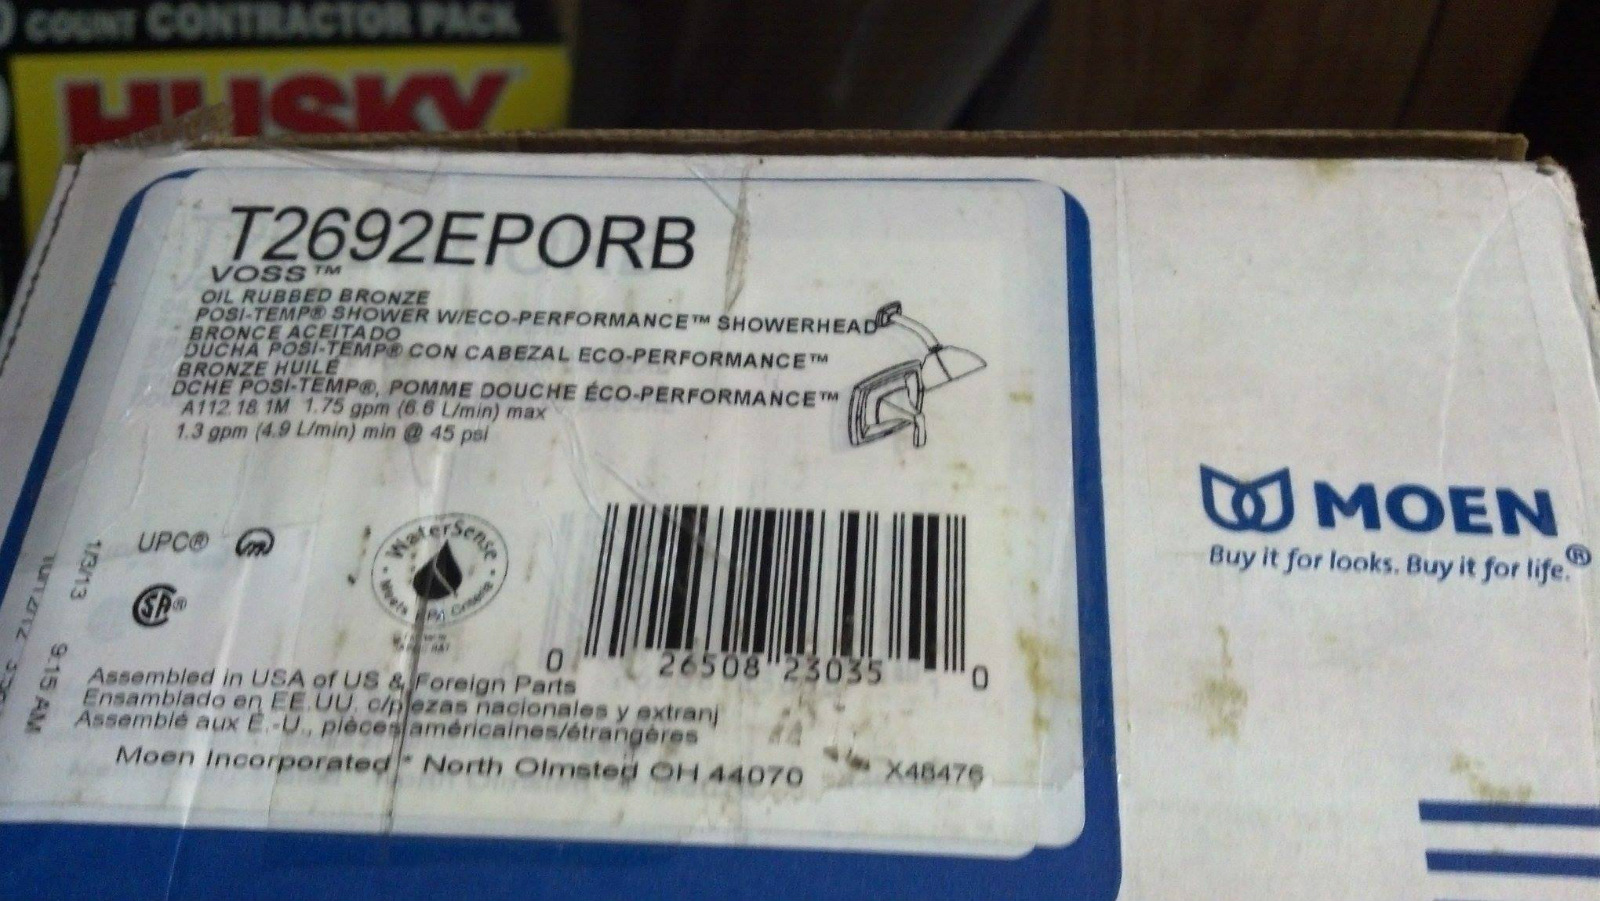 COUNT CONTRACTOR PACK
HUSKY
T2692EPORB
VOSS™
OIL RUBBED BRONZE
POSI-TEMP® SHOWER W/ECO-PERFORMANCE™ SHOWERHEAD
BRONCE ACEITADO
DUCHA POSI-TEMP® CON CABEZAL ECO-PERFORMANCE™
BRONZE HUILÉ
DCHE POSI-TEMP®, POMME DOUCHE ÉCO-PERFORMANCE™
A112.18.1M 1.75 gpm (6.6 L/min) max
1.3 gpm (4.9 L/min) min @ 45 psi
UPC®
WaterSense
Meets EPA Criteria
SA®
1/3/13 9:15 AM
0 26508 23035 0
Assembled in USA of US & Foreign Parts
Ensamblado en EE.UU. c/piezas nacionales y extranj
Assemblé aux É.-U., pièces américaines/étrangères
Moen Incorporated * North Olmsted OH 44070 X48476
MOEN
Buy it for looks. Buy it for life.®